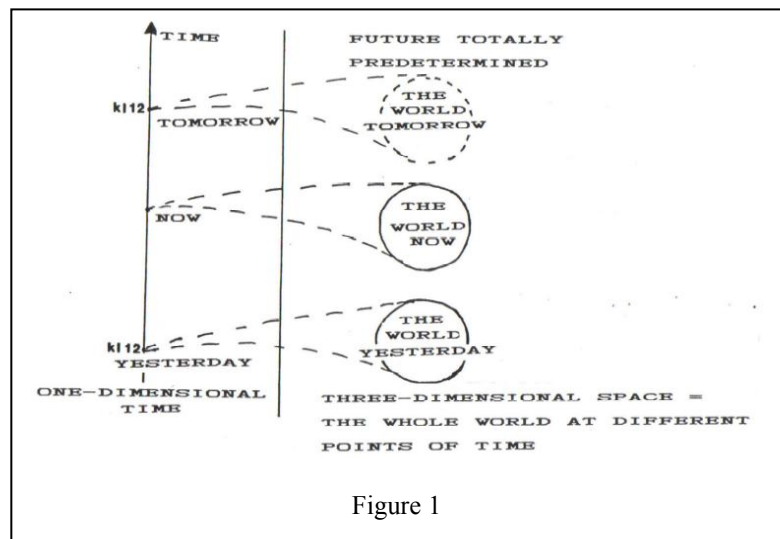 TIME
FUTURE TOTALLY
PREDETERMINED
kl12
TOMORROW
THE
WORLD
TOMORROW
NOW
THE
WORLD
NOW
kl12
YESTERDAY
THE
WORLD
YESTERDAY
ONE-DIMENSIONAL
TIME
THREE-DIMENSIONAL SPACE =
THE WHOLE WORLD AT DIFFERENT
POINTS OF TIME
Figure 1